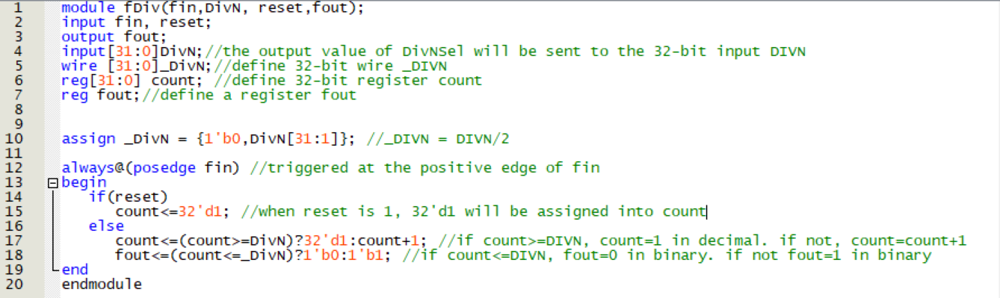 1 module fDiv(fin,DivN, reset,fout);
2 input fin, reset;
3 output fout;
4 input[31:0]DivN;//the output value of DivNSel will be sent to the 32-bit input DIVN
5 wire [31:0]_DivN;//define 32-bit wire _DIVN
6 reg[31:0] count; //define 32-bit register count
7 reg fout;//define a register fout
8
9
10 assign _DivN = {1'b0,DivN[31:1]}; //_DIVN = DIVN/2
11
12 always@(posedge fin) //triggered at the positive edge of fin
13 begin
14 if(reset)
15 count<=32'd1; //when reset is 1, 32'd1 will be assigned into count
16 else
17 count<=(count>=DivN)?32'd1:count+1; //if count>=DIVN, count=1 in decimal. if not, count=count+1
18 fout<=(count<=_DivN)?1'b0:1'b1; //if count<=DIVN, fout=0 in binary. if not fout=1 in binary
19 end
20 endmodule